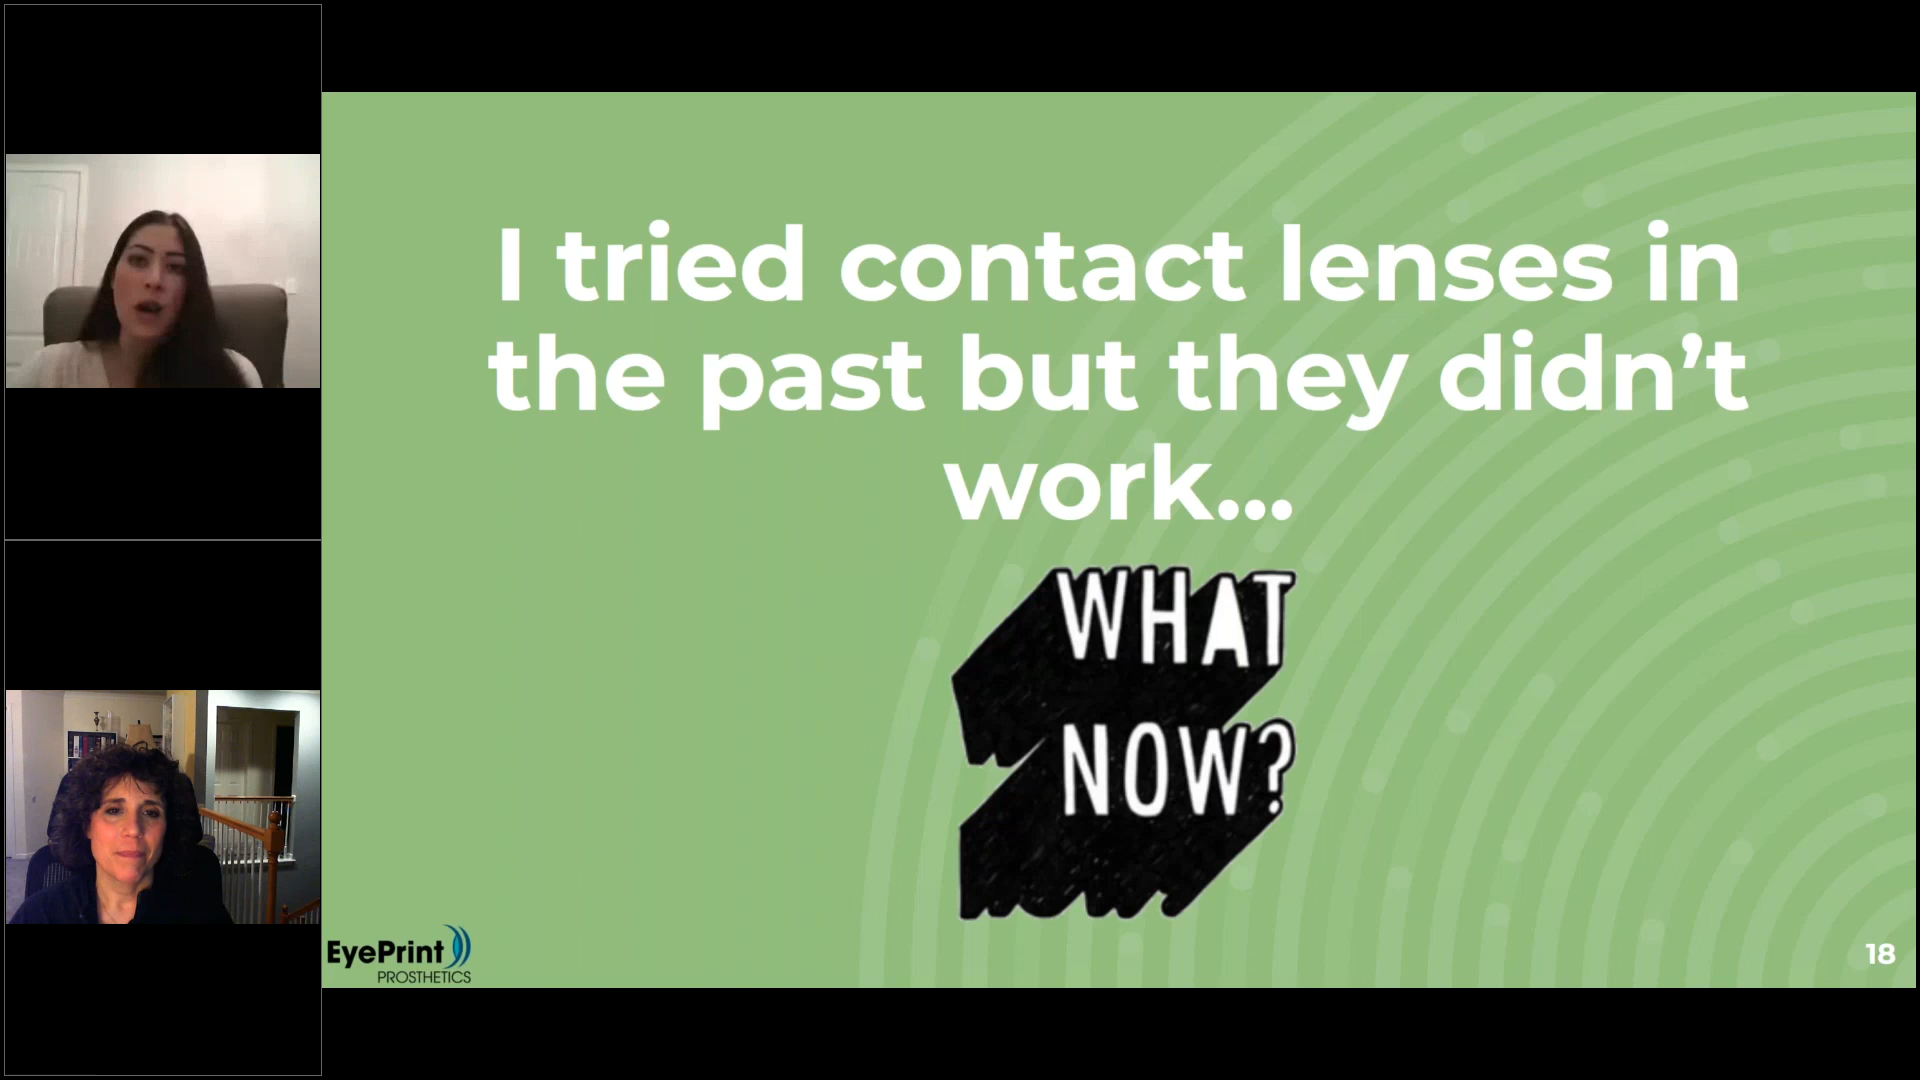 I tried contact lenses in
the past but they didn’t
work...
WHAT
NOW?
EyePrint
PROSTHETICS
18